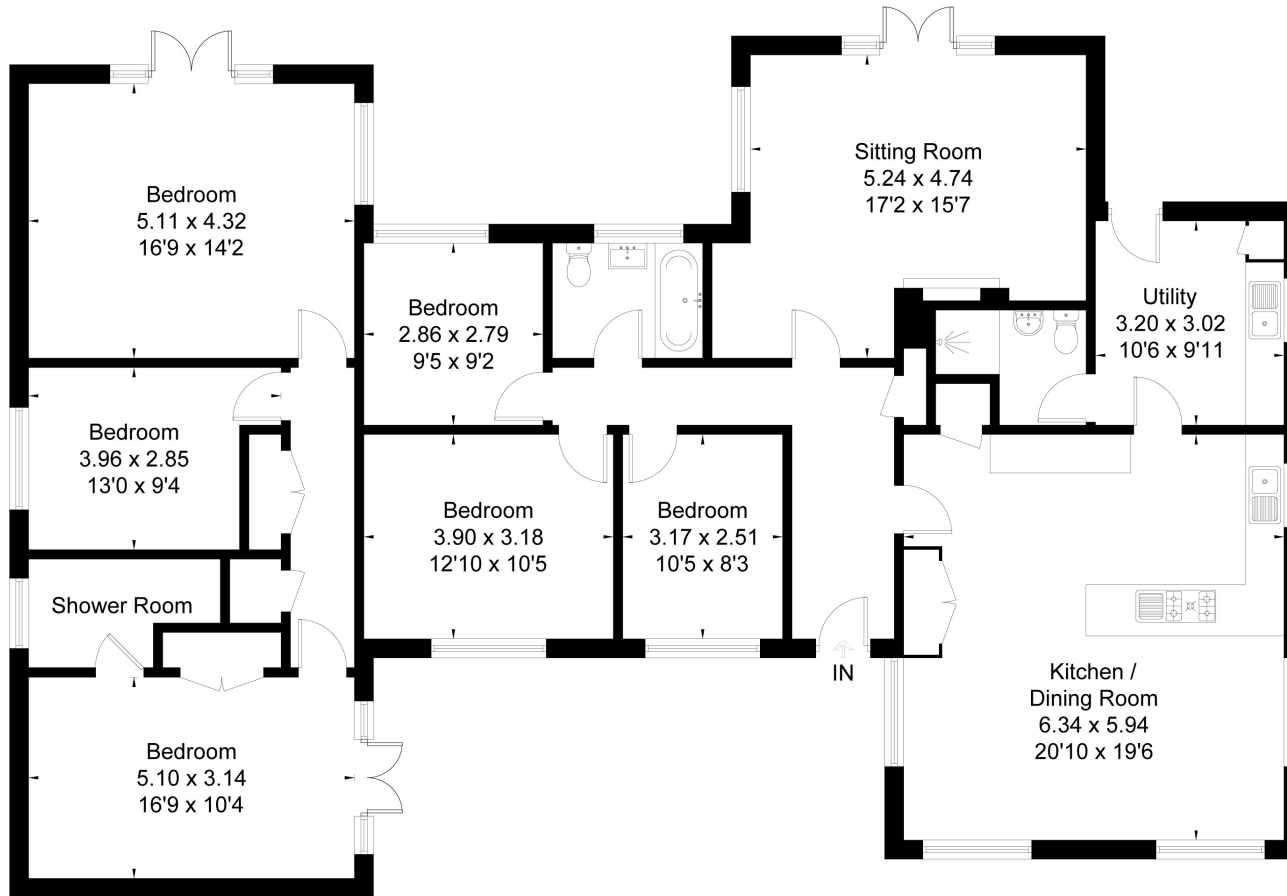 Bedroom
5.11 x 4.32
16'9 x 14'2
Sitting Room
5.24 x 4.74
17'2 x 15'7
Bedroom
2.86 x 2.79
9'5 x 9'2
Utility
3.20 x 3.02
10'6 x 9'11
Bedroom
3.96 x 2.85
13'0 x 9'4
Bedroom
3.90 x 3.18
12'10 x 10'5
Bedroom
3.17 x 2.51
10'5 x 8'3
Shower Room
IN
Kitchen /
Dining Room
6.34 x 5.94
20'10 x 19'6
Bedroom
5.10 x 3.14
16'9 x 10'4